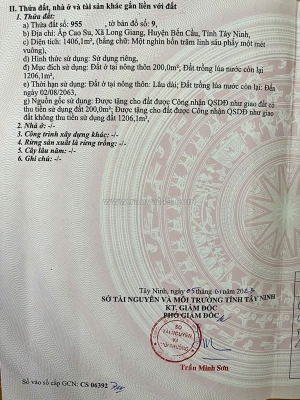 II. Thửa đất, nhà ở và tài sản khác gắn liền với đất
1. Thửa đất:
a) Thửa đất số: 955, tờ bản đồ số: 9,
b) Địa chỉ: Ấp Cao Su, Xã Long Giang, Huyện Bến Cầu, Tỉnh Tây Ninh.
c) Diện tích: 1406,1m², (bằng chữ: Một nghìn bốn trăm linh sáu phẩy một mét
vuông),
d) Hình thức sử dụng: Sử dụng riêng,
đ) Mục đích sử dụng: Đất ở tại nông thôn 200,0m²; Đất trồng lúa nước còn lại
1206,1m²,
e) Thời hạn sử dụng: Đất ở tại nông thôn: Lâu dài; Đất trồng lúa nước còn lại: Đến
ngày 02/08/2063,
g) Nguồn gốc sử dụng: Được tặng cho đất được Công nhận QSDĐ như giao đất có
thu tiền sử dụng đất 200,0m²; Được tặng cho đất được Công nhận QSDĐ như giao
đất không thu tiền sử dụng đất 1206,1m²,
2. Nhà ở: -/-
3. Công trình xây dựng khác: -/-
4. Rừng sản xuất là rừng trồng: -/-
5. Cây lâu năm: -/-
6. Ghi chú: -/-
Tây Ninh, ngày 05 tháng
SỞ TÀI NGUYÊN VÀ MÔI TRƯỜNG TỈNH TÂY NINH
KT. GIÁM ĐỐC
PHÓ GIÁM ĐỐC
SỞ
TÀI NGUYÊN
VÀ
MÔI TRƯỜNG
Trần Minh Sơn
Số vào sổ cấp GCN: CS 06392